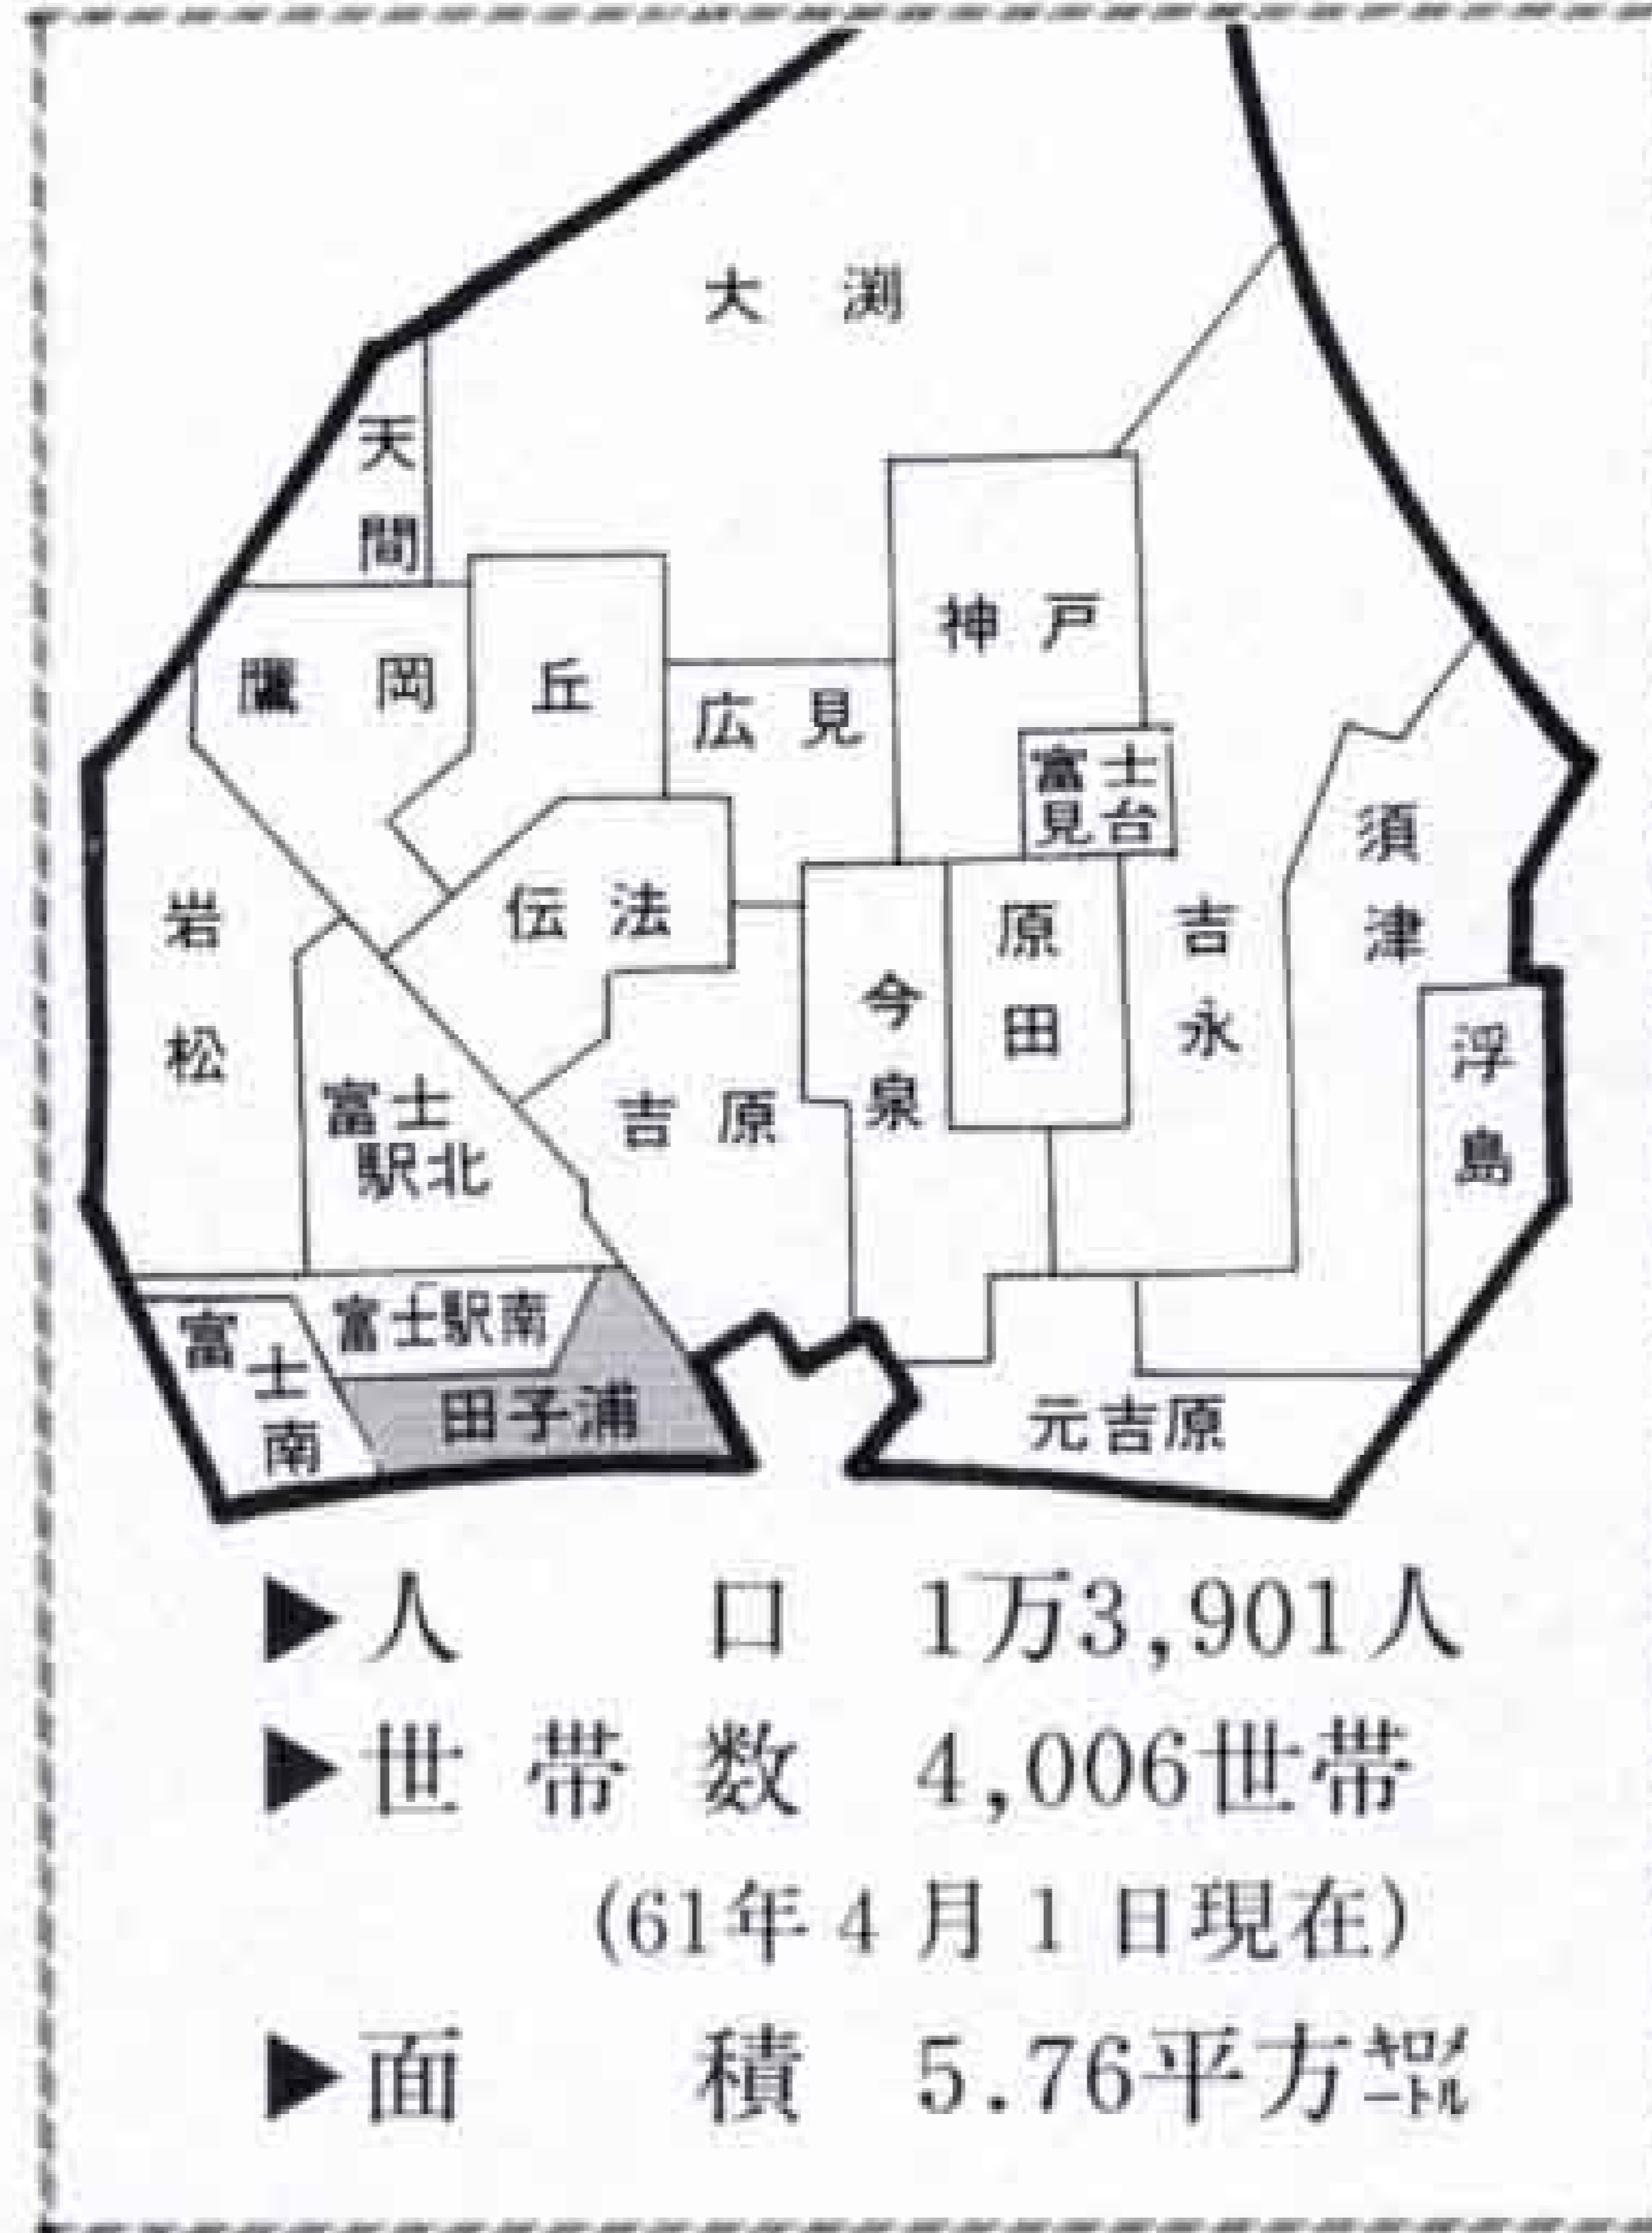 大渕
天間
神戸
鷹岡
丘
広見
富士
見台
須津
岩松
伝法
原田
吉永
今泉
浮島
富士
駅北
吉原
富士駅南
富士南
田子浦
元吉原
▶人口 1万3,901人
▶世帯数 4,006世帯
(61年4月1日現在)
▶面積 5.76平方キロメートル